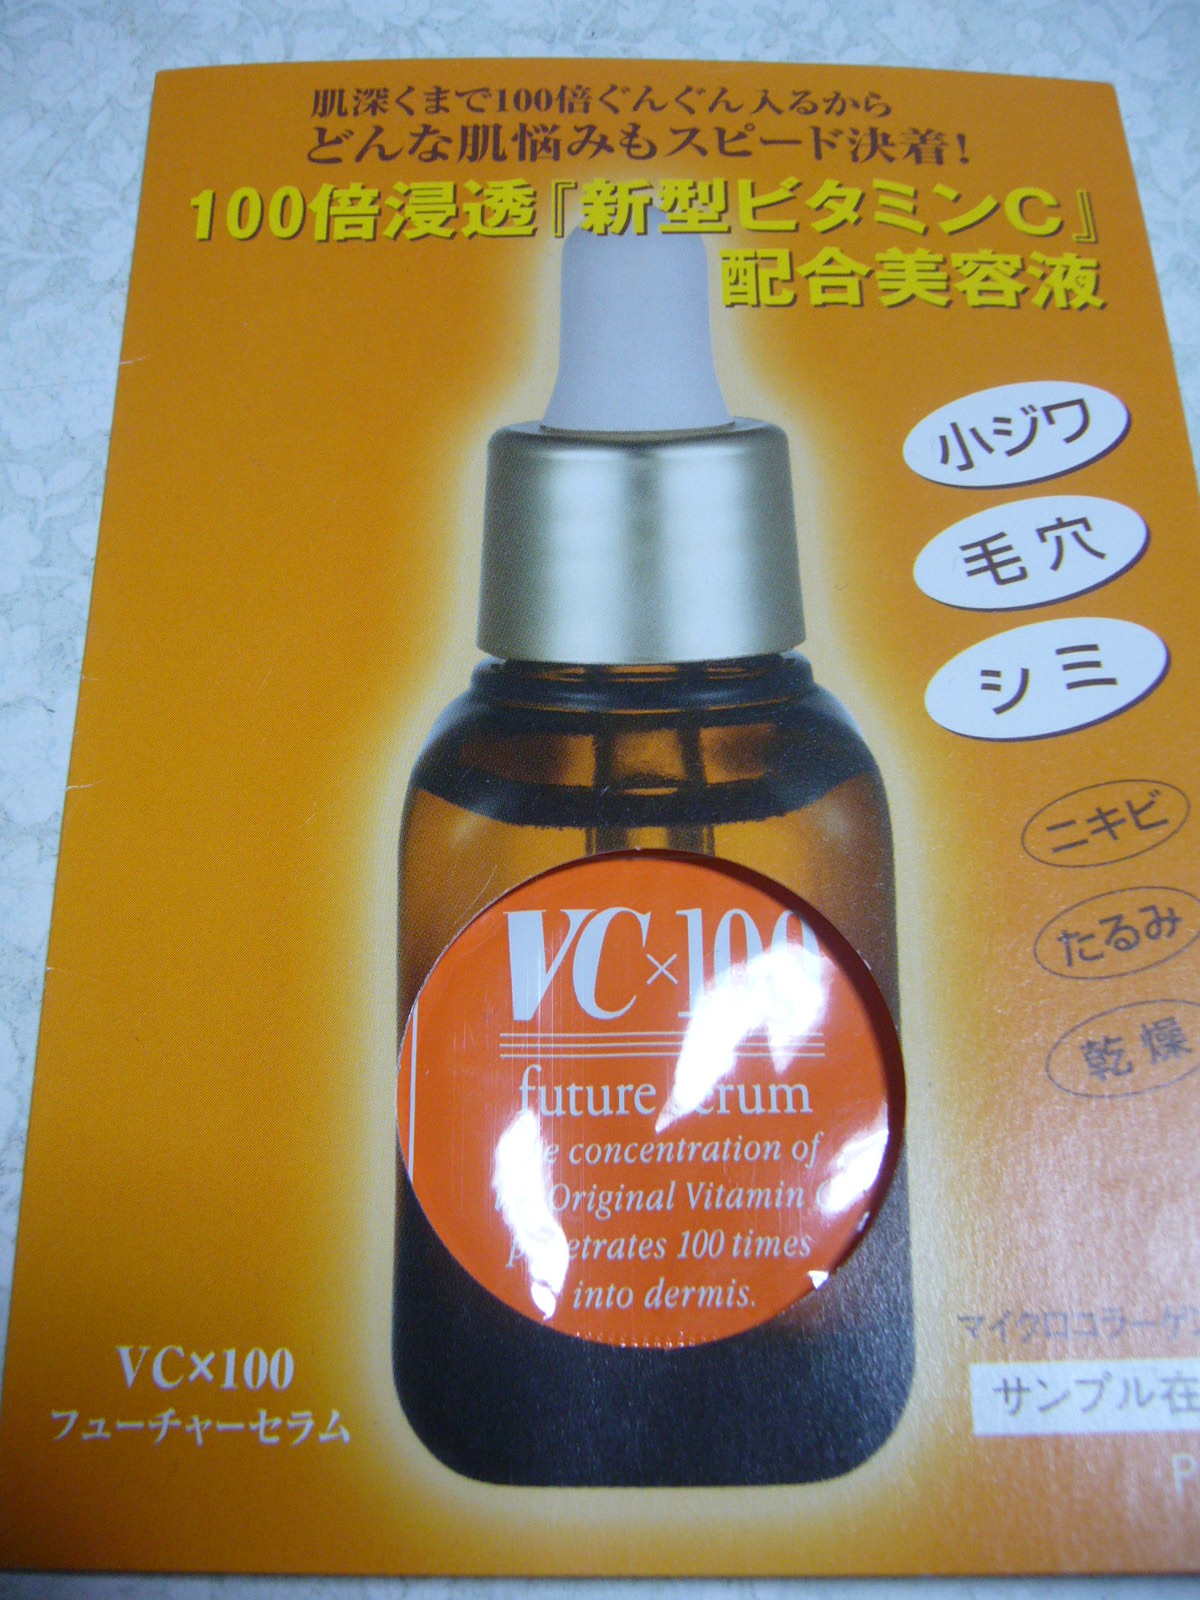 肌深くまで100倍ぐんぐん入るから
どんな肌悩みもスピード決着!
100倍浸透『新型ビタミンC』
配合美容液
小ジワ
毛穴
シミ
ニキビ
たるみ
乾燥
VC×100
future serum
concentration of
Original Vitamin
penetrates 100 times
into dermis.
マイクロコラーゲ
サンプル在
P
VC×100
フューチャーセラム